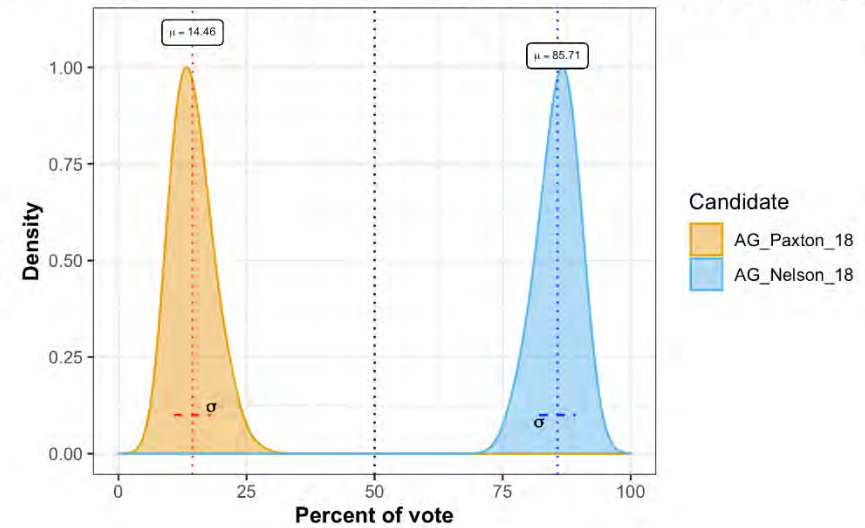 μ = 14.46
μ = 85.71
1.00
0.75
0.50
0.25
0.00
Density
σ
σ
0
25
50
75
100
Percent of vote
Candidate
AG_Paxton_18
AG_Nelson_18